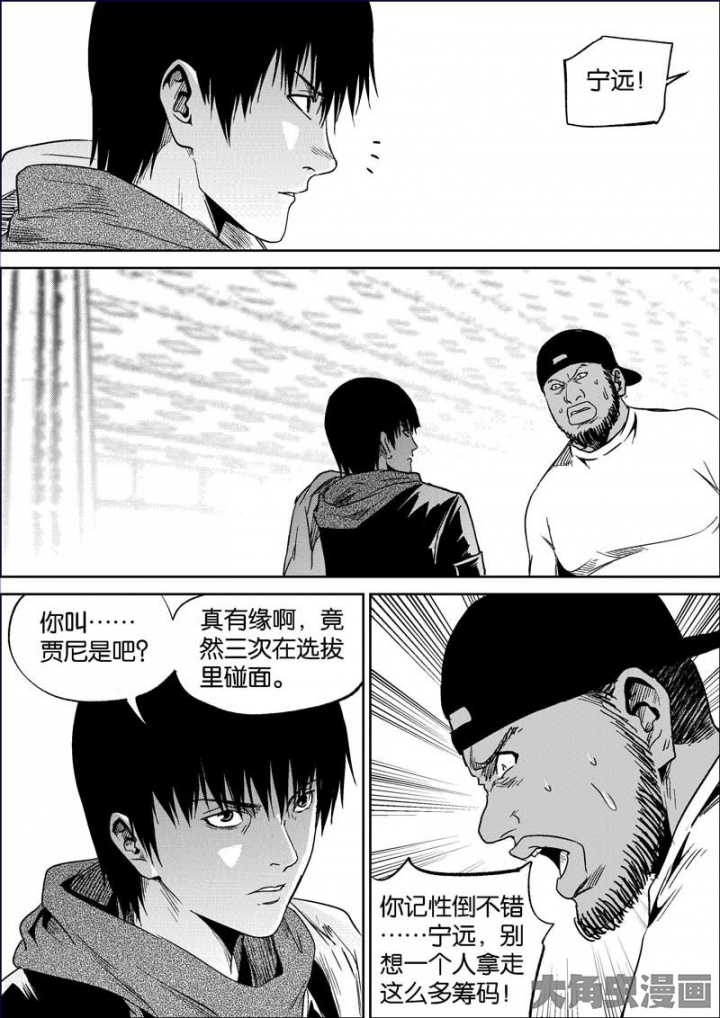 宁远！
你叫……
贾尼是吧？
真有缘啊，竟
然三次在选拔
里碰面。
你记性倒不错
……宁远，别
想一个人拿走
这么多筹码！
大角虫漫画